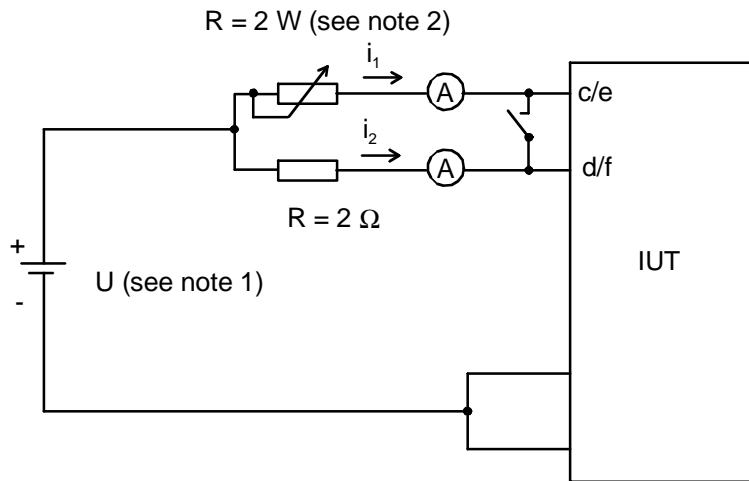 R = 2 W (see note 2)
i1
A
c/e
i2
A
d/f
R = 2 Ω
IUT
+
U (see note 1)
-